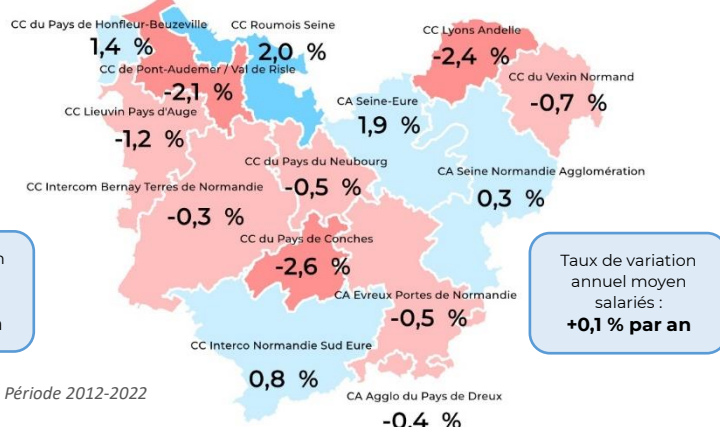 CC du Pays de Honfleur-Beuzeville
1,4 %
CC Roumois Seine
2,0 %
CC Lyons Andelle
-2,4 %
CC de Pont-Audemer / Val de Risle
-2,1 %
CC du Vexin Normand
-0,7 %
CC Lieuvin Pays d'Auge
-1,2 %
CA Seine-Eure
1,9 %
CC du Pays du Neubourg
-0,5 %
CA Seine Normandie Agglomération
0,3 %
CC Intercom Bernay Terres de Normandie
-0,3 %
CC du Pays de Conches
-2,6 %
CA Evreux Portes de Normandie
-0,5 %
CC Interco Normandie Sud Eure
0,8 %
CA Agglo du Pays de Dreux
-0,4 %
Taux de variation
annuel moyen
salariés :
+0,1 % par an
Période 2012-2022